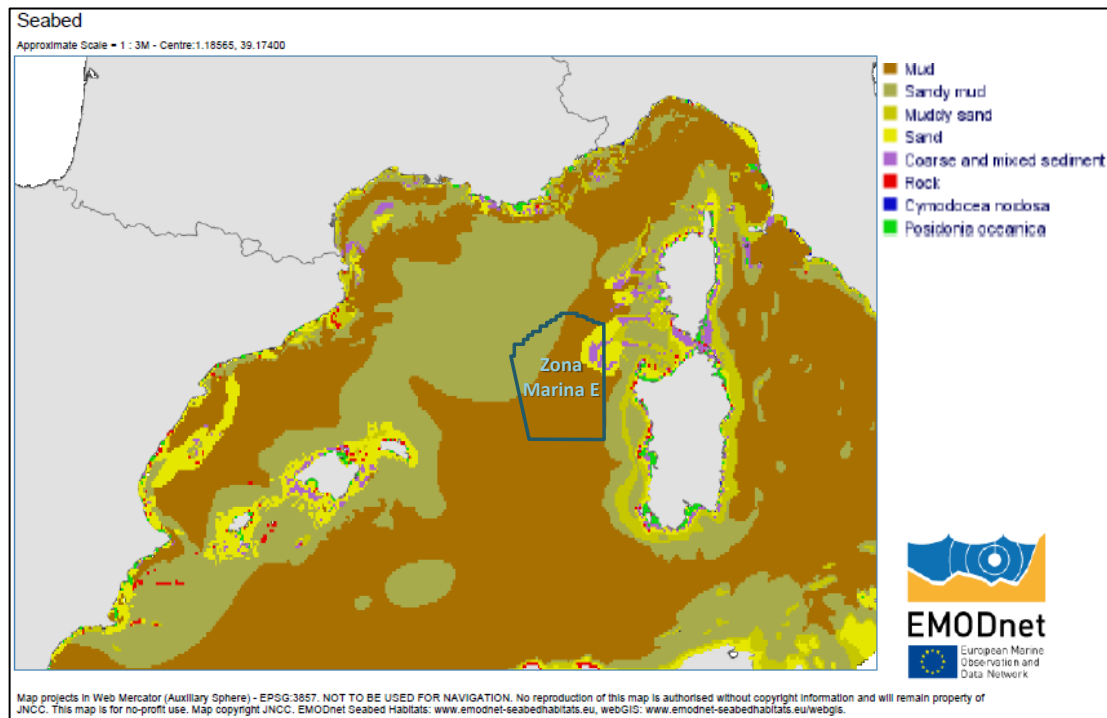 Seabed
Approximate Scale = 1 : 3M - Centre:1.18565, 39.17400
Mud
Sandy mud
Muddy sand
Sand
Coarse and mixed sediment
Rock
Cymodocea nodosa
Posidonia oceanica
Zona
Marina E
EMODnet
European Marine
Observation and
Data Network
Map projects in Web Mercator (Auxiliary Sphere) - EPSG:3857. NOT TO BE USED FOR NAVIGATION. No reproduction of this map is authorised without copyright information and will remain property of
JNCC. This map is for no-profit use. Map copyright JNCC. EMODnet Seabed Habitats: www.emodnet-seabedhabitats.eu, webGIS: www.emodnet-seabedhabitats.eu/webgis.